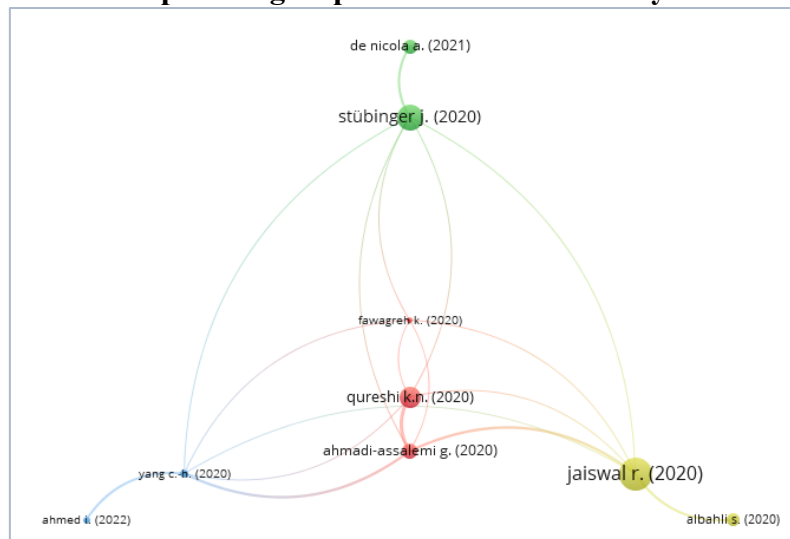 de nicola a. (2021)
stübinger j. (2020)
fawagreh k. (2020)
qureshi k.n. (2020)
ahmadi-assalemi g. (2020)
yang c.-h. (2020)
jaiswal r. (2020)
ahmed i. (2022)
albahli s. (2020)